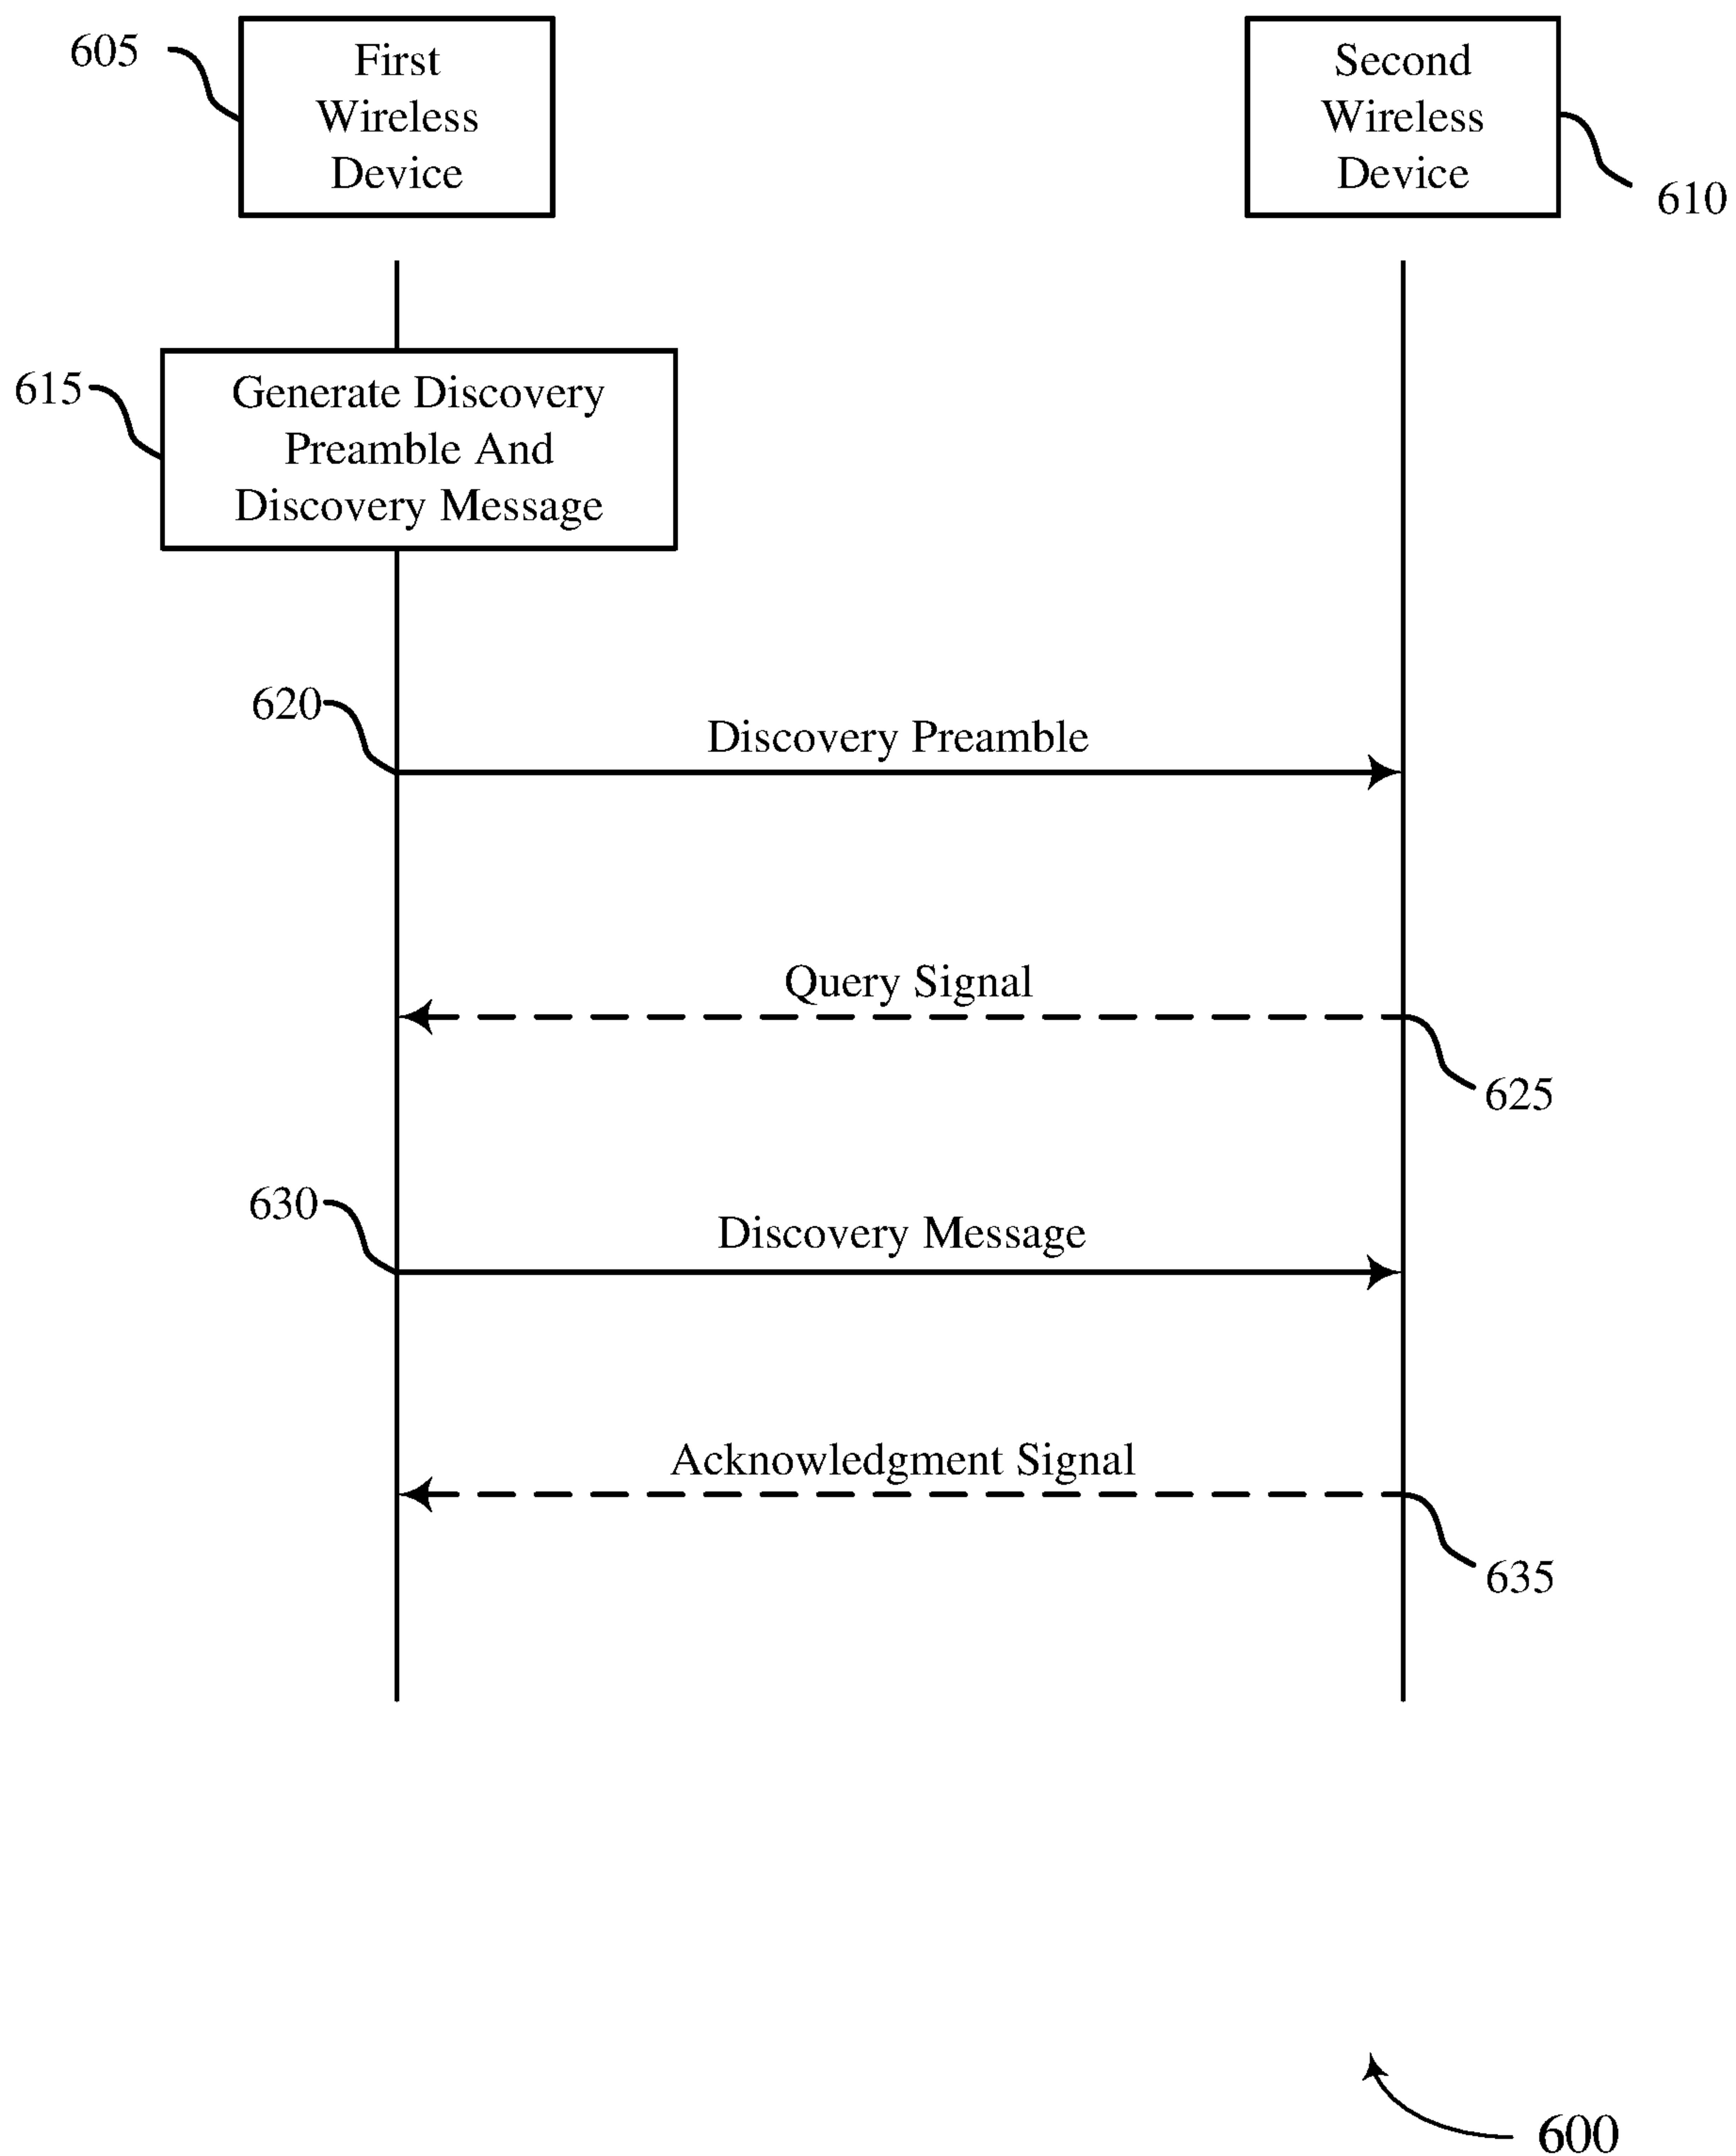 605
First
Wireless
Device
Second
Wireless
Device
610
615
Generate Discovery
Preamble And
Discovery Message
620
Discovery Preamble
Query Signal
625
630
Discovery Message
Acknowledgment Signal
635
600